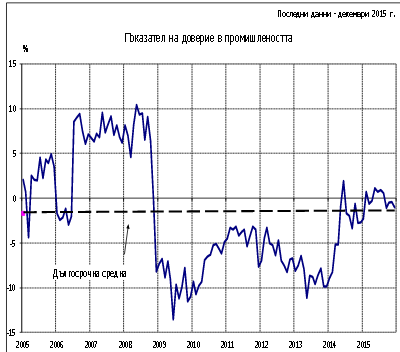 Последни данни - декември 2015 г.
Показател на доверие в промишлеността
%
15
10
5
0
-5
-10
-15
Дългосрочна средна
2005 2006 2007 2008 2009 2010 2011 2012 2013 2014 2015